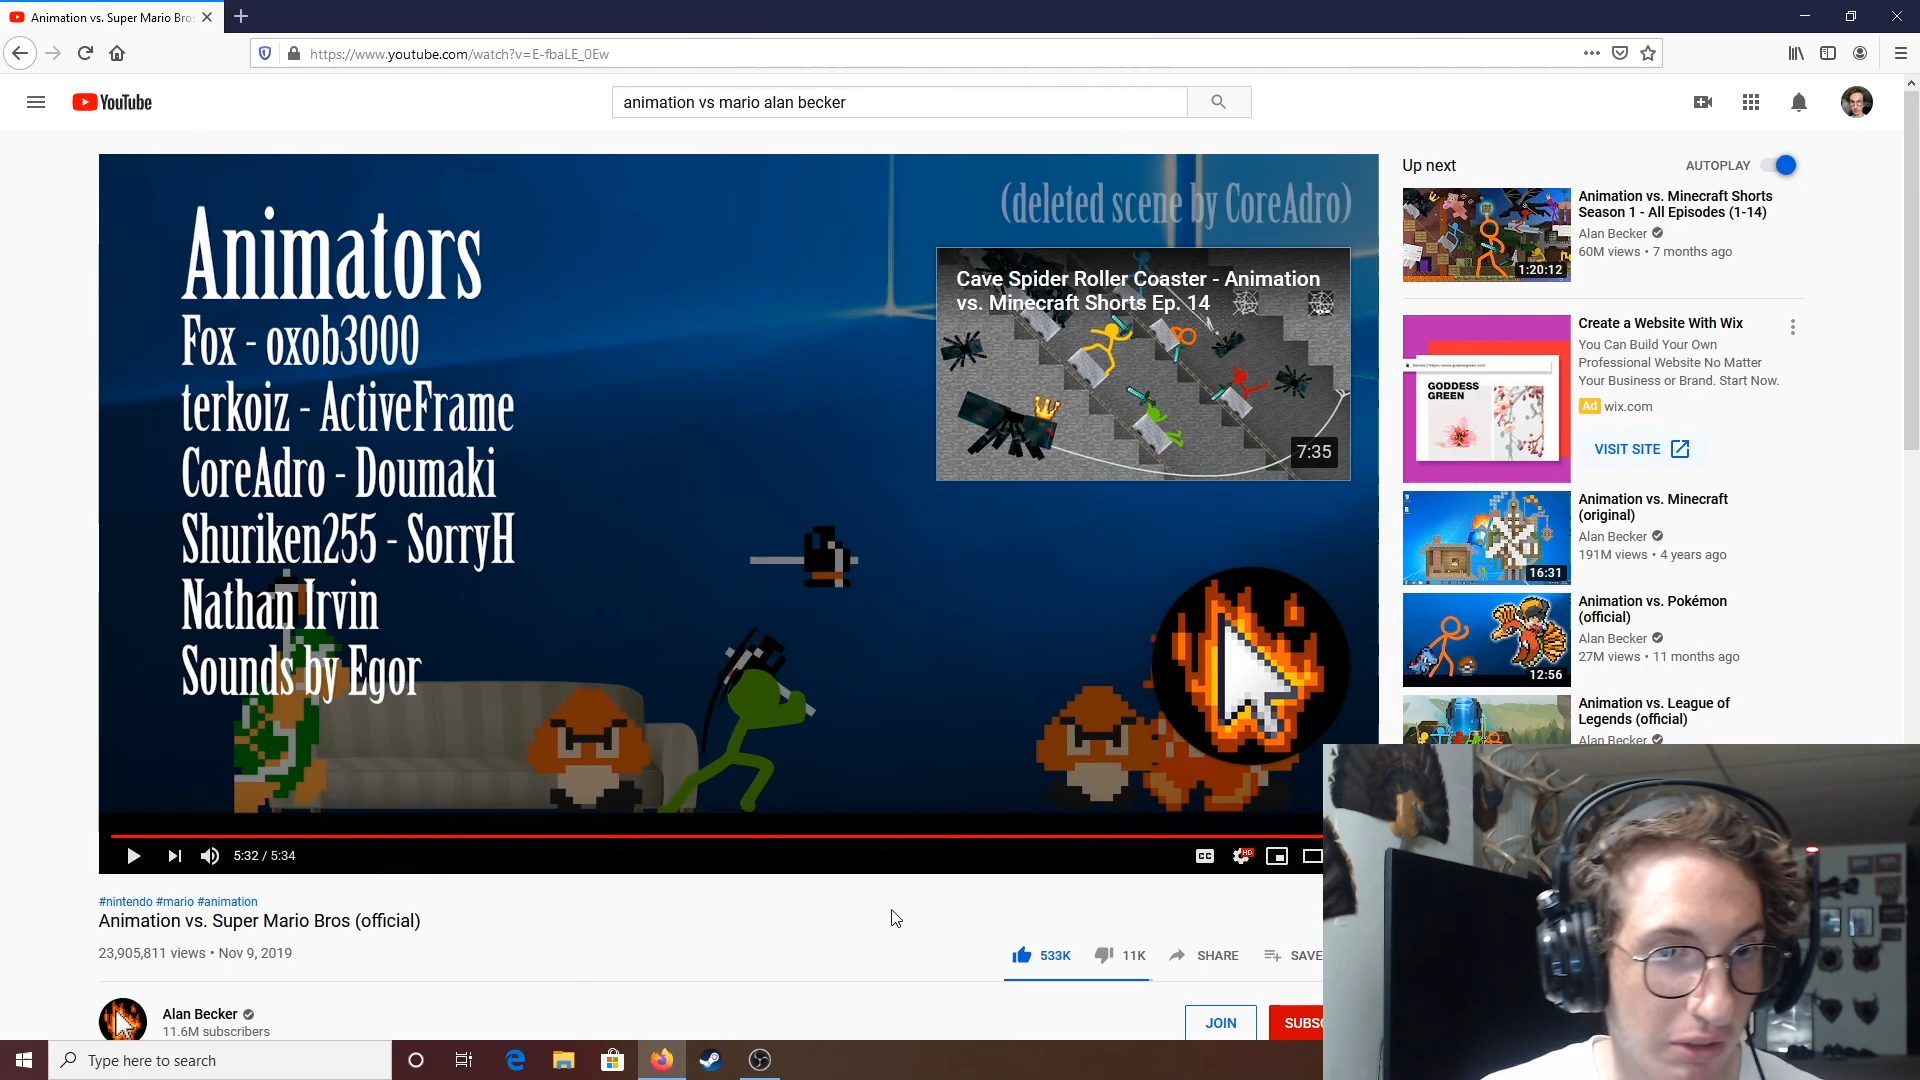 Animation vs. Super Mario Bros
https://www.youtube.com/watch?v=E-fbaLE_0Ew
YouTube
animation vs mario alan becker
Animators
Fox - oxob3000
terkoiz - ActiveFrame
CoreAdro - Doumaki
Shuriken255 - SorryH
Nathan Irvin
Sounds by Egor
(deleted scene by CoreAdro)
Cave Spider Roller Coaster - Animation
vs. Minecraft Shorts Ep. 14
7:35
5:32 / 5:34
CC
HD
#nintendo #mario #animation
Animation vs. Super Mario Bros (official)
23,905,811 views • Nov 9, 2019
533K
11K
SHARE
SAVE
Alan Becker
11.6M subscribers
JOIN
SUBSC
Up next
AUTOPLAY
1:20:12
Animation vs. Minecraft Shorts
Season 1 - All Episodes (1-14)
Alan Becker
60M views • 7 months ago
GODDESS
GREEN
Create a Website With Wix
You Can Build Your Own
Professional Website No Matter
Your Business or Brand. Start Now.
Ad wix.com
VISIT SITE
16:31
Animation vs. Minecraft
(original)
Alan Becker
191M views • 4 years ago
12:56
Animation vs. Pokémon
(official)
Alan Becker
27M views • 11 months ago
Animation vs. League of
Legends (official)
Alan Becker
Type here to search